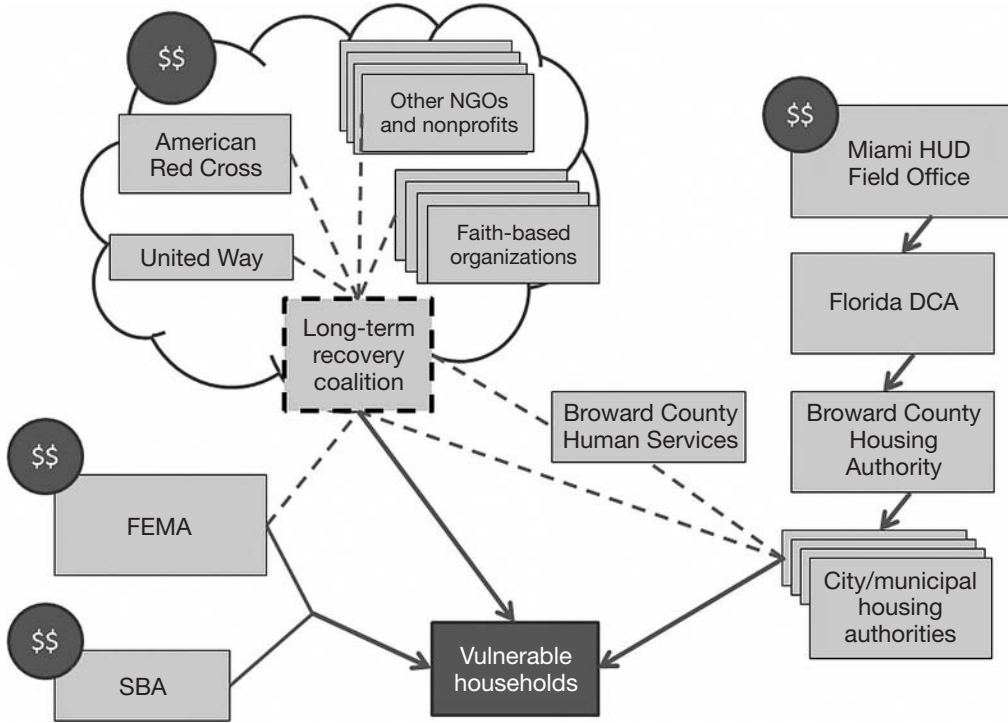 $$
American
Red Cross
Other NGOs
and nonprofits
United Way
Faith-based
organizations
Long-term
recovery
coalition
$$
Miami HUD
Field Office
Florida DCA
Broward County
Human Services
Broward County
Housing
Authority
$$
FEMA
City/municipal
housing
authorities
$$
SBA
Vulnerable
households